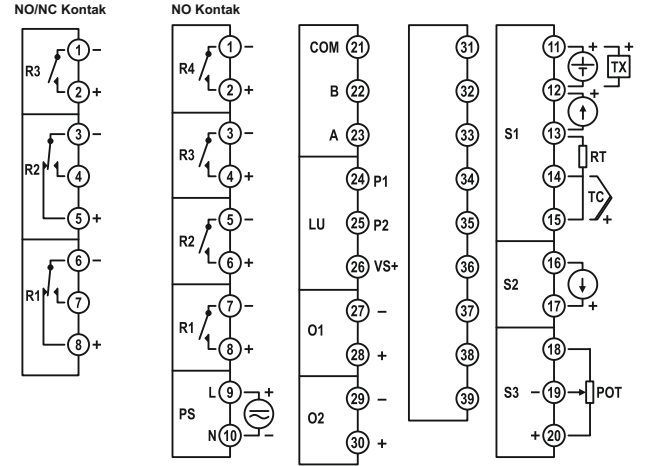 NO/NC Kontak
R3
1 −
2 +
R2
3 −
4
5 +
R1
6 −
7
8 +
NO Kontak
R4
1 −
2 +
R3
3 −
4 +
R2
5 −
6 +
R1
7 −
8 +
PS
L 9 +
N 10 −
COM 21
B 22
A 23
LU
24 P1
25 P2
26 VS+
O1
27 −
28 +
O2
29 −
30 +
31
32
33
34
35
36
37
38
39
S1
11 + +
TX
12 +
13
RT
14
TC
15 +
S2
16
17 +
S3
18
− 19 POT
+ 20